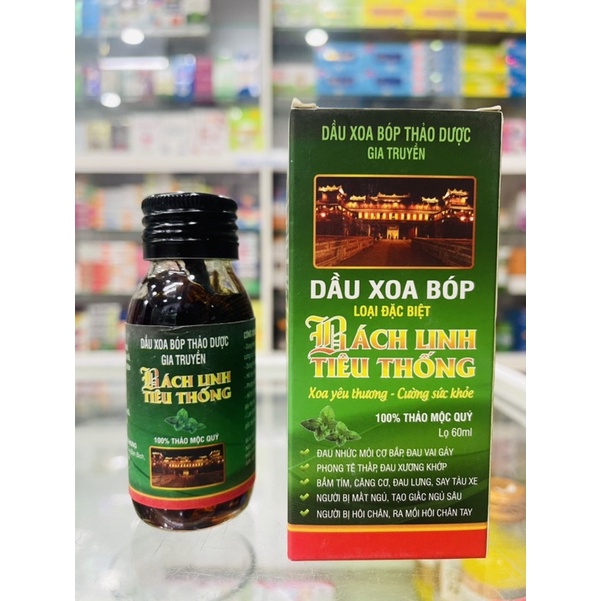 DẦU XOA BÓP THẢO DƯỢC
GIA TRUYỀN
BÁCH LINH
TIÊU THỐNG
100% THẢO MỘC QUÝ
DẦU XOA BÓP THẢO DƯỢC
GIA TRUYỀN
DẦU XOA BÓP
LOẠI ĐẶC BIỆT
BÁCH LINH
TIÊU THỐNG
Xoa yêu thương - Cường sức khỏe
100% THẢO MỘC QUÝ
Lọ 60ml
ĐAU NHỨC MỎI CƠ BẮP, ĐAU VAI GÁY
PHONG TÊ THẤP, ĐAU XƯƠNG KHỚP
BẦM TÍM, CĂNG CƠ, ĐAU LƯNG, SAY TÀU XE
NGƯỜI BỊ MẤT NGỦ, TẠO GIẤC NGỦ SÂU
NGƯỜI BỊ HÔI CHÂN, RA MỒ HÔI CHÂN TAY